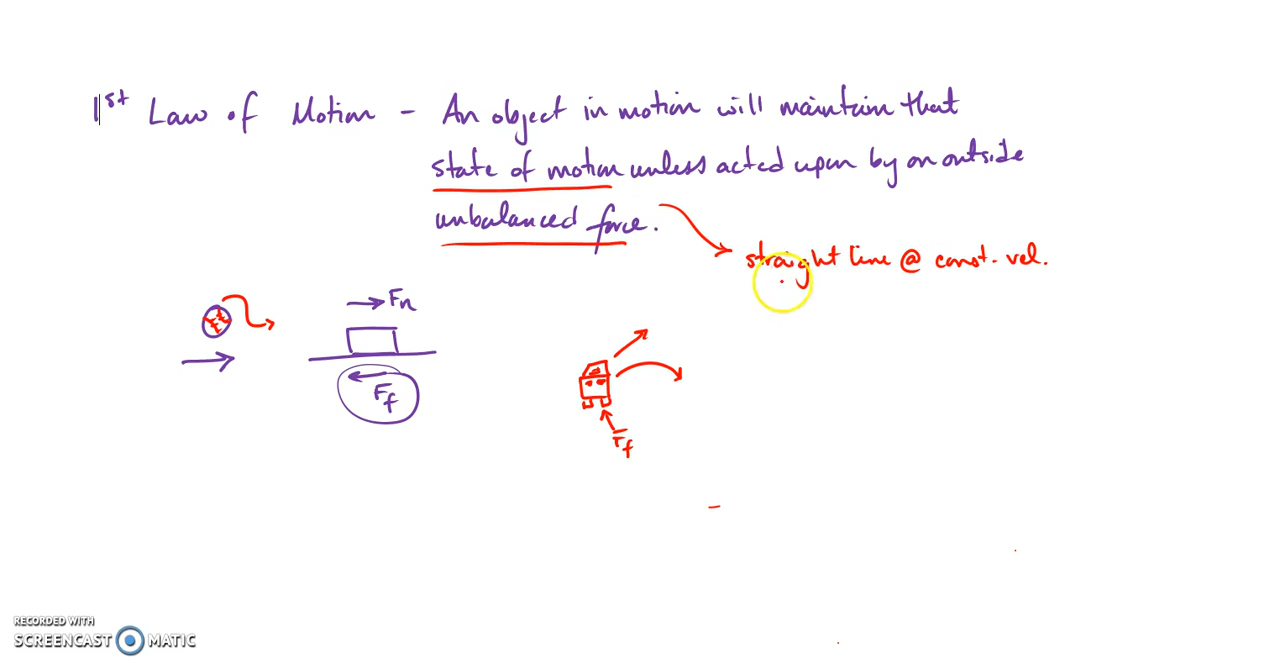 1st Law of Motion - An object in motion will maintain that
state of motion unless acted upon by an outside
unbalanced force.
straight line @ const. vel.
Fn
Ff
Ff
RECORDED WITH
SCREENCAST MATIC